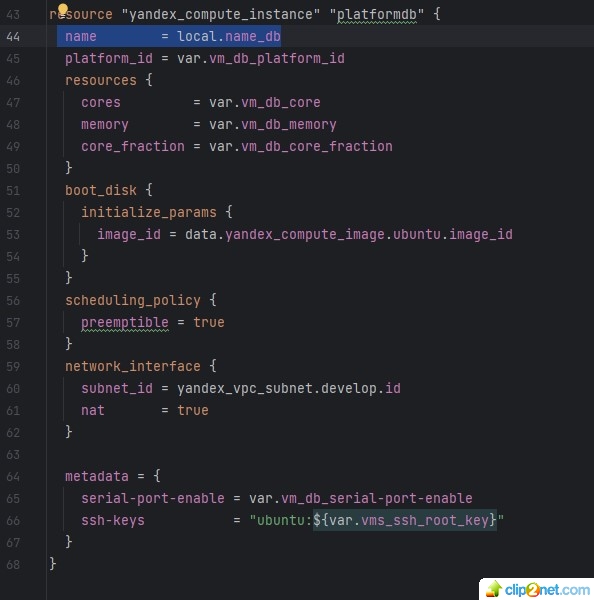 43 resource "yandex_compute_instance" "platformdb" {
44   name        = local.name_db
45   platform_id = var.vm_db_platform_id
46   resources {
47     cores         = var.vm_db_core
48     memory        = var.vm_db_memory
49     core_fraction = var.vm_db_core_fraction
50   }
51   boot_disk {
52     initialize_params {
53       image_id = data.yandex_compute_image.ubuntu.image_id
54     }
55   }
56   scheduling_policy {
57     preemptible = true
58   }
59   network_interface {
60     subnet_id = yandex_vpc_subnet.develop.id
61     nat       = true
62   }
63
64   metadata = {
65     serial-port-enable = var.vm_db_serial-port-enable
66     ssh-keys           = "ubuntu:${var.vms_ssh_root_key}"
67   }
68 }
clip2net.com